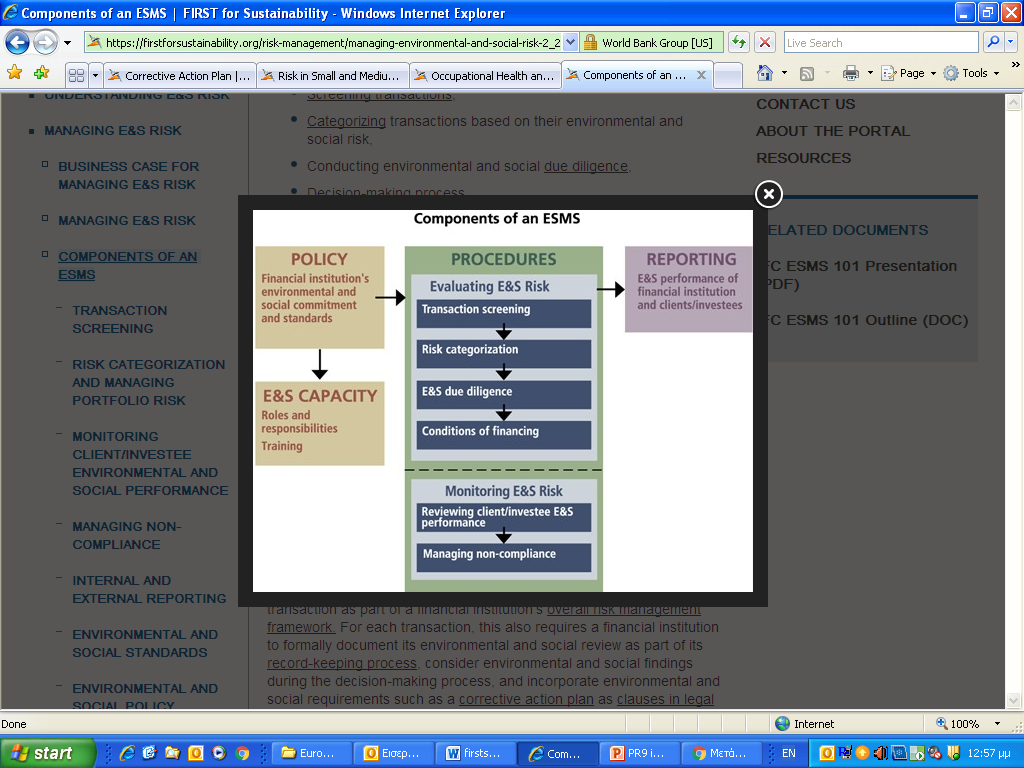 Components of an ESMS | FIRST for Sustainability - Windows Internet Explorer
https://firstforsustainability.org/risk-management/managing-environmental-and-social-risk-2_2
World Bank Group [US]
Live Search
Corrective Action Plan |...
Risk in Small and Mediu...
Occupational Health an...
Components of an ...
Page
Tools
UNDERSTANDING E&S RISK
MANAGING E&S RISK
BUSINESS CASE FOR
MANAGING E&S RISK
MANAGING E&S RISK
COMPONENTS OF AN
ESMS
TRANSACTION
SCREENING
RISK CATEGORIZATION
AND MANAGING
PORTFOLIO RISK
MONITORING
CLIENT/INVESTEE
ENVIRONMENTAL AND
SOCIAL PERFORMANCE
MANAGING NON-
COMPLIANCE
INTERNAL AND
EXTERNAL REPORTING
ENVIRONMENTAL AND
SOCIAL STANDARDS
ENVIRONMENTAL AND
SOCIAL POLICY
Screening transactions,
Categorizing transactions based on their environmental and
social risk,
Conducting environmental and social due diligence,
Decision-making process
Components of an ESMS
POLICY
Financial institution's
environmental and
social commitment
and standards
E&S CAPACITY
Roles and
responsibilities
Training
PROCEDURES
Evaluating E&S Risk
Transaction screening
Risk categorization
E&S due diligence
Conditions of financing
Monitoring E&S Risk
Reviewing client/investee E&S
performance
Managing non-compliance
REPORTING
E&S performance of
financial institution
and clients/investees
transaction as part of a financial institution's overall risk management
framework. For each transaction, this also requires a financial institution
to formally document its environmental and social review as part of its
record-keeping process, consider environmental and social findings
during the decision-making process, and incorporate environmental and
social requirements such as a corrective action plan as clauses in legal
CONTACT US
ABOUT THE PORTAL
RESOURCES
ELATED DOCUMENTS
FC ESMS 101 Presentation
PDF)
FC ESMS 101 Outline (DOC)
Done
Internet
100%
start
Euro...
Εισερ...
firsts...
Com...
PR9 i...
Μετά...
EN
12:57 μμ